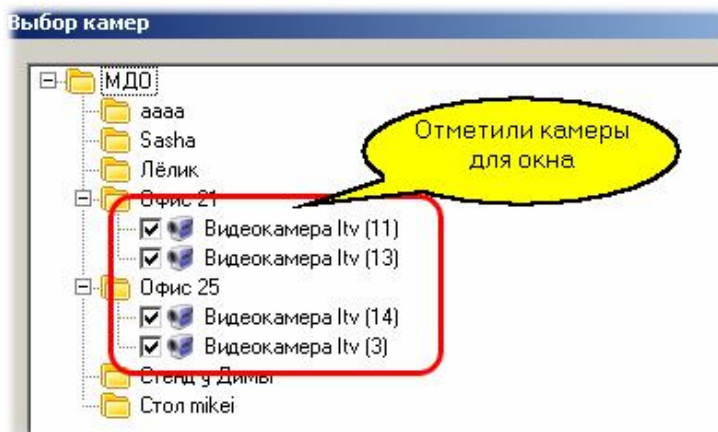 Выбор камер
МДО
аааа
Sasha
Лёлик
Отметили камеры
для окна
Офис 21
Видеокамера Itv (11)
Видеокамера Itv (13)
Офис 25
Видеокамера Itv (14)
Видеокамера Itv (3)
Стенд у Димы
Стол mikei